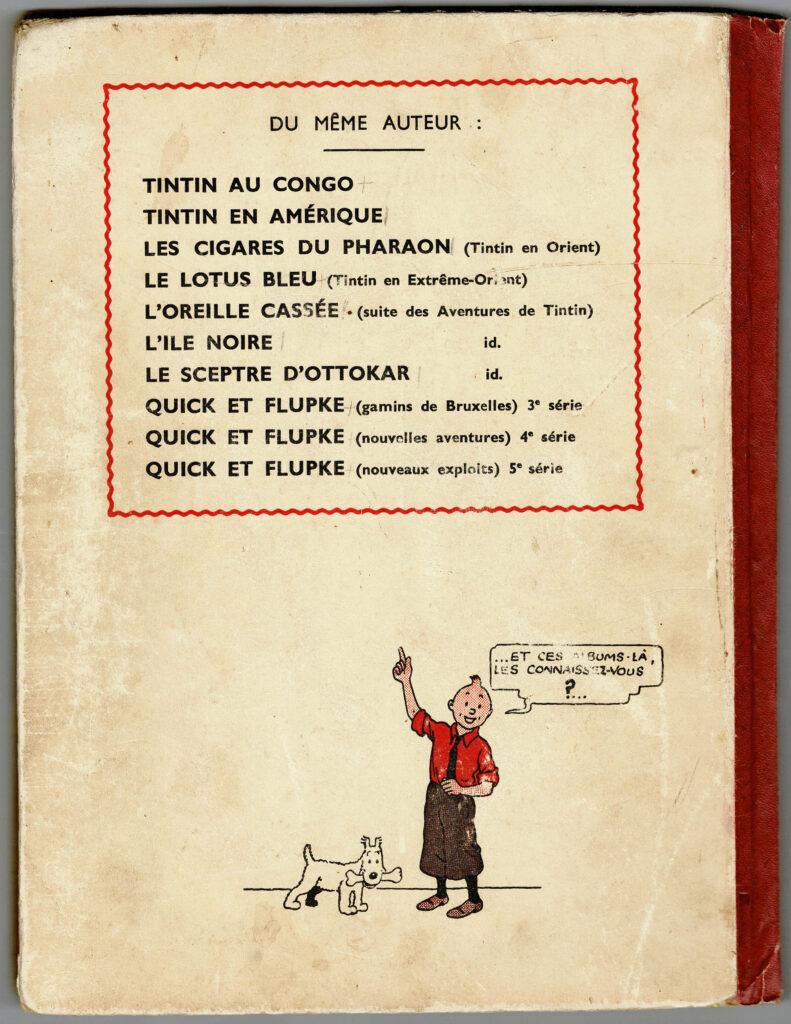 DU MÊME AUTEUR :
TINTIN AU CONGO
TINTIN EN AMÉRIQUE
LES CIGARES DU PHARAON (Tintin en Orient)
LE LOTUS BLEU (Tintin en Extrême-Orient)
L'OREILLE CASSÉE (suite des Aventures de Tintin)
L'ILE NOIRE id.
LE SCEPTRE D'OTTOKAR id.
QUICK ET FLUPKE (gamins de Bruxelles) 3e série
QUICK ET FLUPKE (nouvelles aventures) 4e série
QUICK ET FLUPKE (nouveaux exploits) 5e série
...ET CES ALBUMS-LÀ,
LES CONNAISSEZ-VOUS
?...